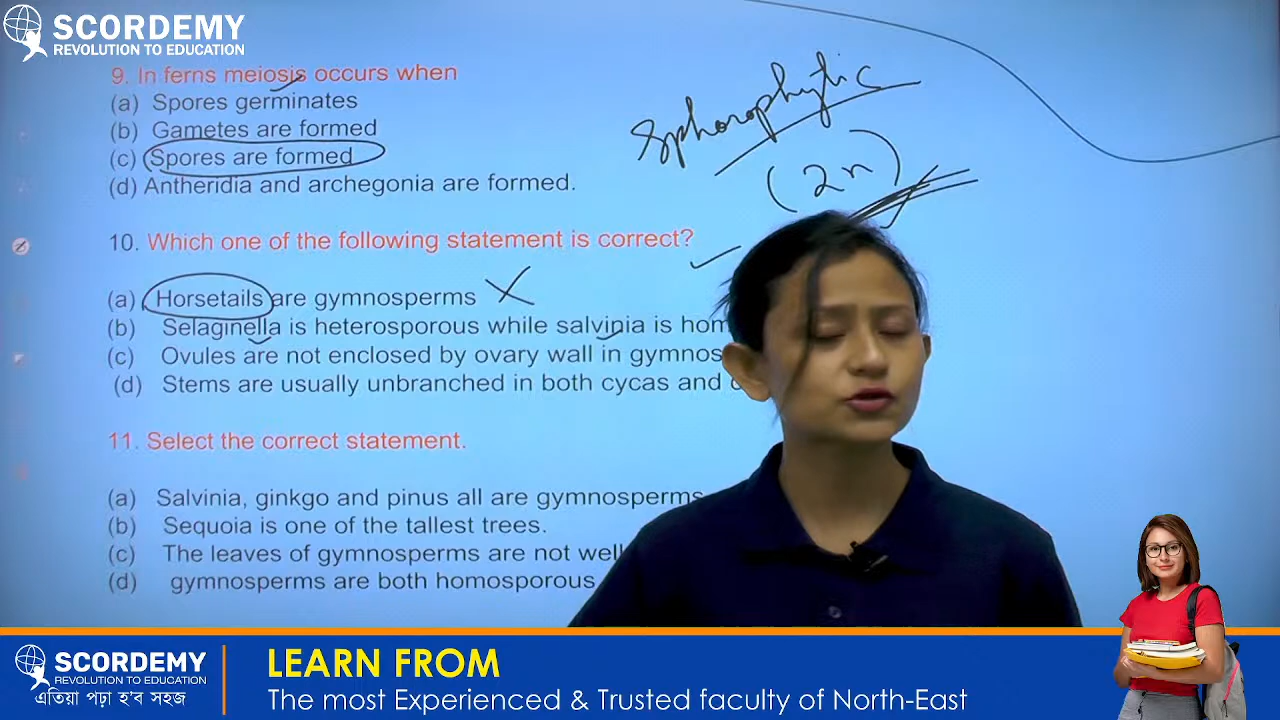 SCORDEMY
REVOLUTION TO EDUCATION
9. In ferns meiosis occurs when
(a) Spores germinates
(b) Gametes are formed
(c) Spores are formed
(d) Antheridia and archegonia are formed.
Sphorophytic
(2n)
10. Which one of the following statement is correct?
(a) Horsetails are gymnosperms
(b) Selaginella is heterosporous while salvinia is hom
(c) Ovules are not enclosed by ovary wall in gymnos
(d) Stems are usually unbranched in both cycas and
11. Select the correct statement.
(a) Salvinia, ginkgo and pinus all are gymnosperms
(b) Sequoia is one of the tallest trees.
(c) The leaves of gymnosperms are not well
(d) gymnosperms are both homosporous
SCORDEMY
REVOLUTION TO EDUCATION
এতিয়া পঢ়া হ'ব সহজ
LEARN FROM
The most Experienced & Trusted faculty of North-East